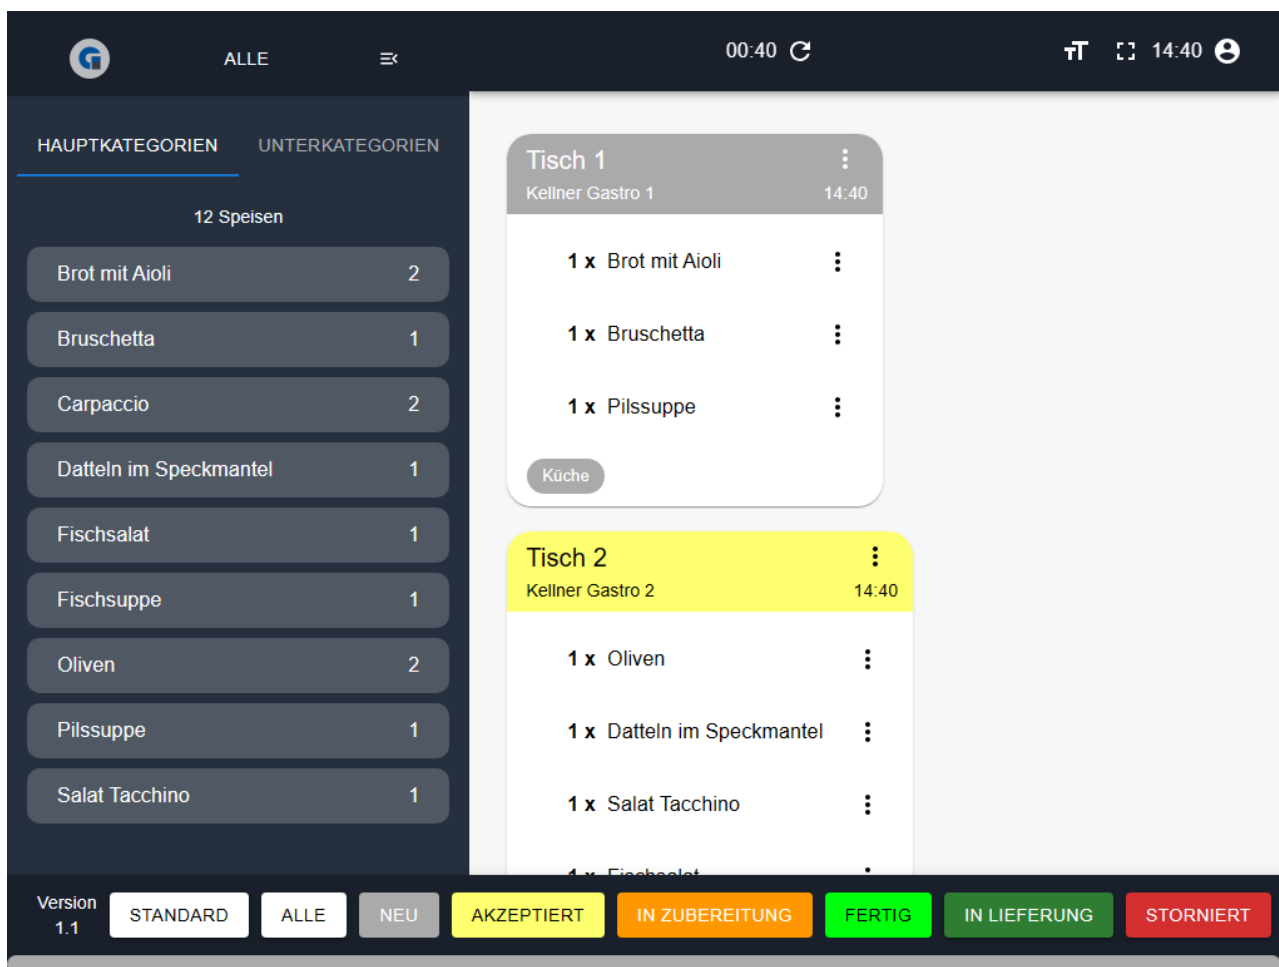 ALLE
00:40
14:40
HAUPTKATEGORIEN UNTERKATEGORIEN
12 Speisen
Brot mit Aioli 2
Bruschetta 1
Carpaccio 2
Datteln im Speckmantel 1
Fischsalat 1
Fischsuppe 1
Oliven 2
Pilssuppe 1
Salat Tacchino 1
Tisch 1
Kellner Gastro 1 14:40
1 x Brot mit Aioli
1 x Bruschetta
1 x Pilssuppe
Küche
Tisch 2
Kellner Gastro 2 14:40
1 x Oliven
1 x Datteln im Speckmantel
1 x Salat Tacchino
1 x Fischsalat
Version
1.1
STANDARD ALLE NEU AKZEPTIERT IN ZUBEREITUNG FERTIG IN LIEFERUNG STORNIERT